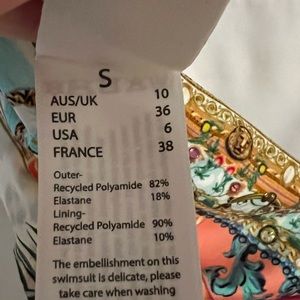 S
AUS/UK 10
EUR 36
USA 6
FRANCE 38
Outer-
Recycled Polyamide 82%
Elastane 18%
Lining-
Recycled Polyamide 90%
Elastane 10%
The embellishment on this
swimsuit is delicate, please
take care when washing